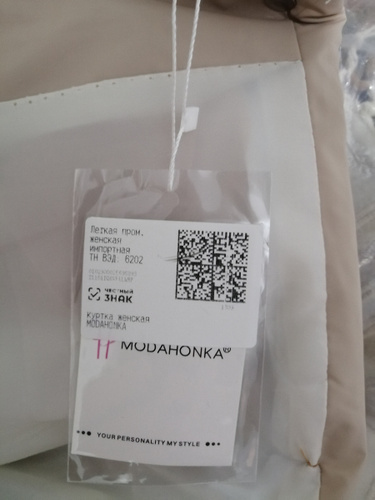 Легкая пром.
женская
импортная
ТН ВЭД: 6202
ЧЕСТНЫЙ
ЗНАК
Куртка женская
MODAHONKA
MODAHONKA®
YOUR PERSONALITY MY STYLE